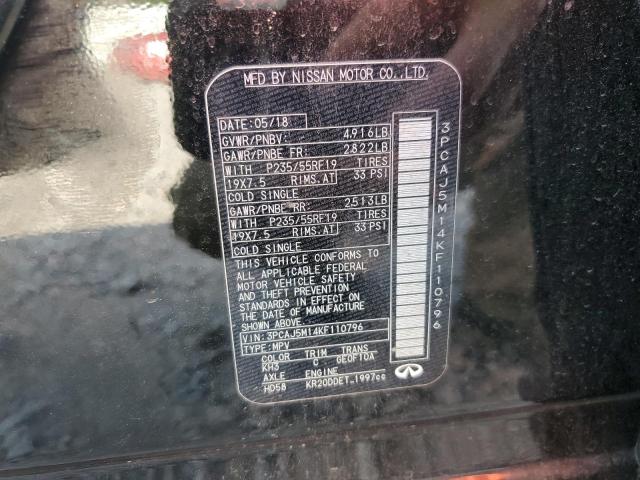 MFD BY NISSAN MOTOR CO.,LTD.
DATE:05/18
GVWR/PNBV: 4,916LB
GAWR/PNBE FR: 2822LB
WITH P235/55RF19 TIRES
19X7.5 RIMS.AT 33 PSI
COLD SINGLE
GAWR/PNBE RR: 2513LB
WITH P235/55RF19 TIRES
19X7.5 RIMS.AT 33 PSI
COLD SINGLE
THIS VEHICLE CONFORMS TO
ALL APPLICABLE FEDERAL
MOTOR VEHICLE SAFETY
AND THEFT PREVENTION
STANDARDS IN EFFECT ON
THE DATE OF MANUFACTURE
SHOWN ABOVE.
VIN:3PCAJ5M14KF110796
TYPE:MPV
COLOR TRIM TRANS
KH3 C GE0F10A
AXLE ENGINE
HD58 KR20DDET 1997cc
3PCAJ5M14KF110796